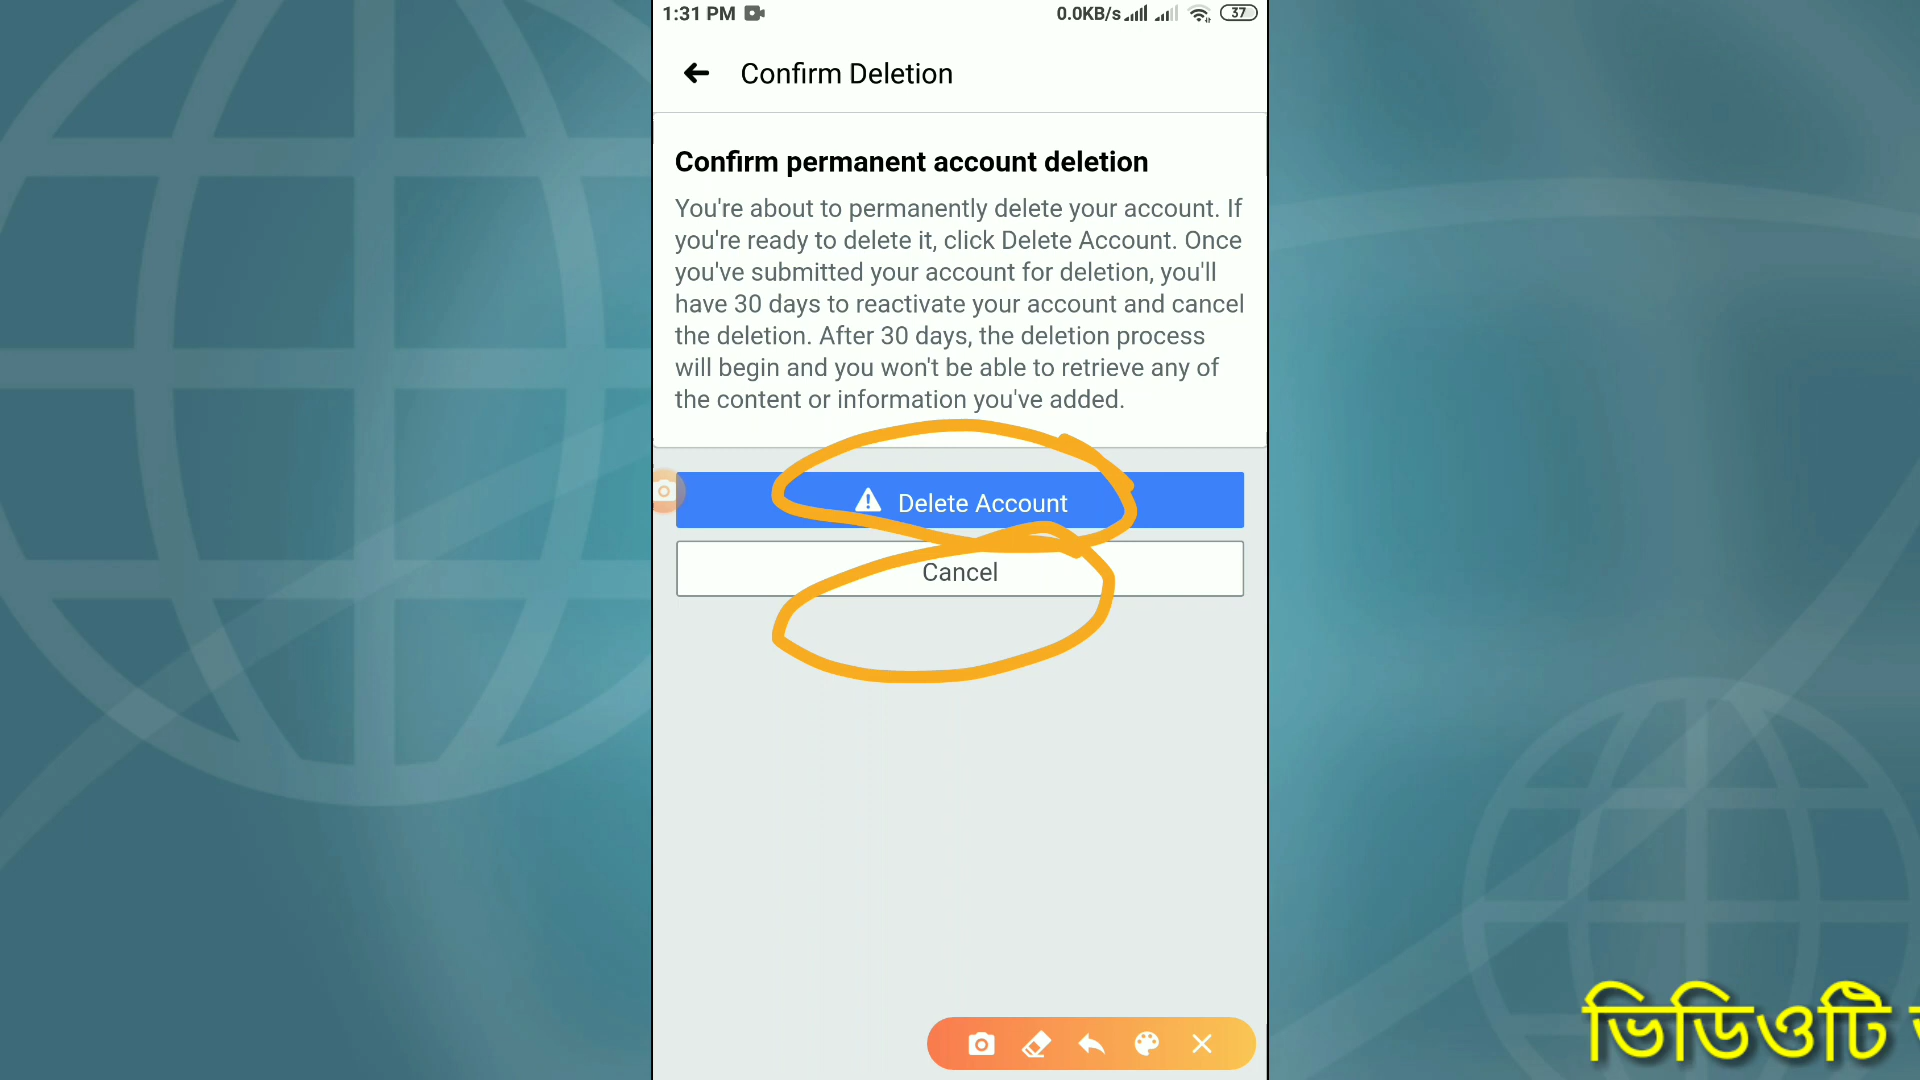 1:31 PM 0.0KB/s 37
Confirm Deletion
Confirm permanent account deletion
You're about to permanently delete your account. If
you're ready to delete it, click Delete Account. Once
you've submitted your account for deletion, you'll
have 30 days to reactivate your account and cancel
the deletion. After 30 days, the deletion process
will begin and you won't be able to retrieve any of
the content or information you've added.
Delete Account
Cancel
ভিডিওটি